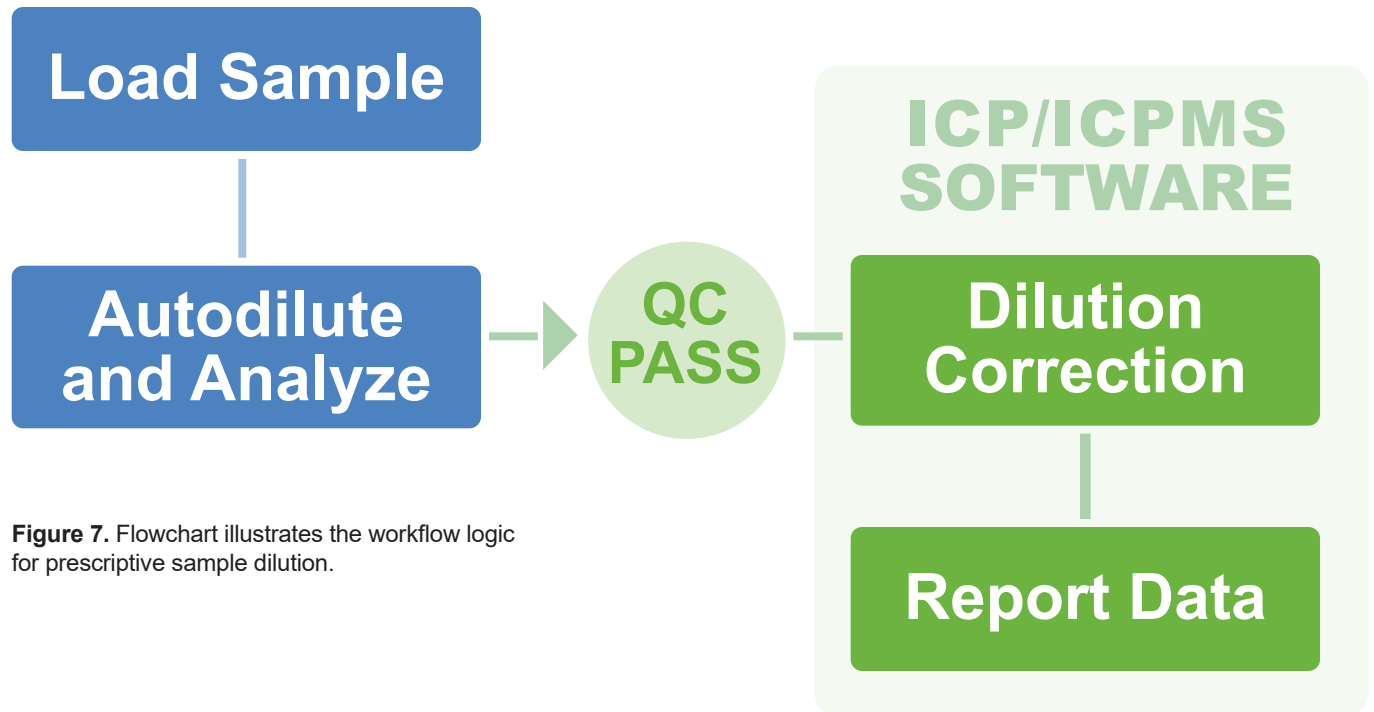 Load Sample
Autodilute
and Analyze
QC
PASS
ICP/ICPMS
SOFTWARE
Dilution
Correction
Report Data
Figure 7. Flowchart illustrates the workflow logic
for prescriptive sample dilution.